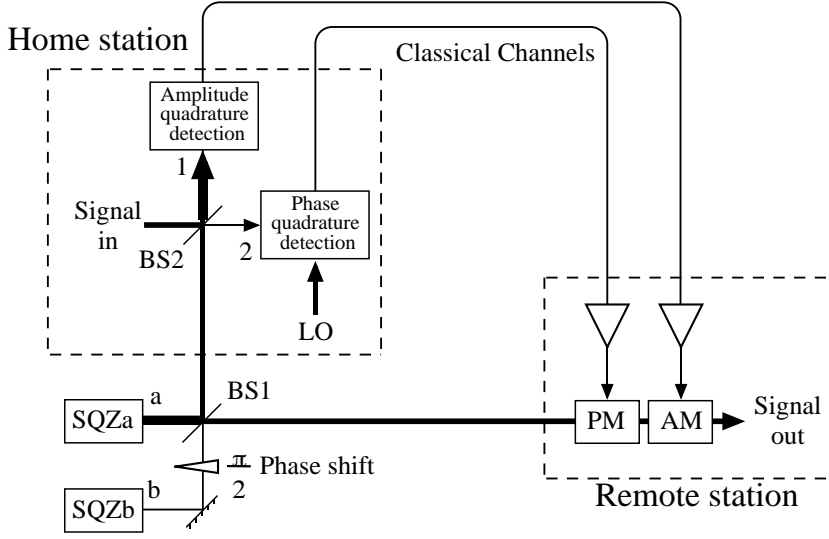 Home station
Classical Channels
Amplitude
quadrature
detection
1
Signal
in
BS2
2
Phase
quadrature
detection
LO
a
SQZa
BS1
PM
AM
Signal
out
π
2
Phase shift
b
SQZb
Remote station